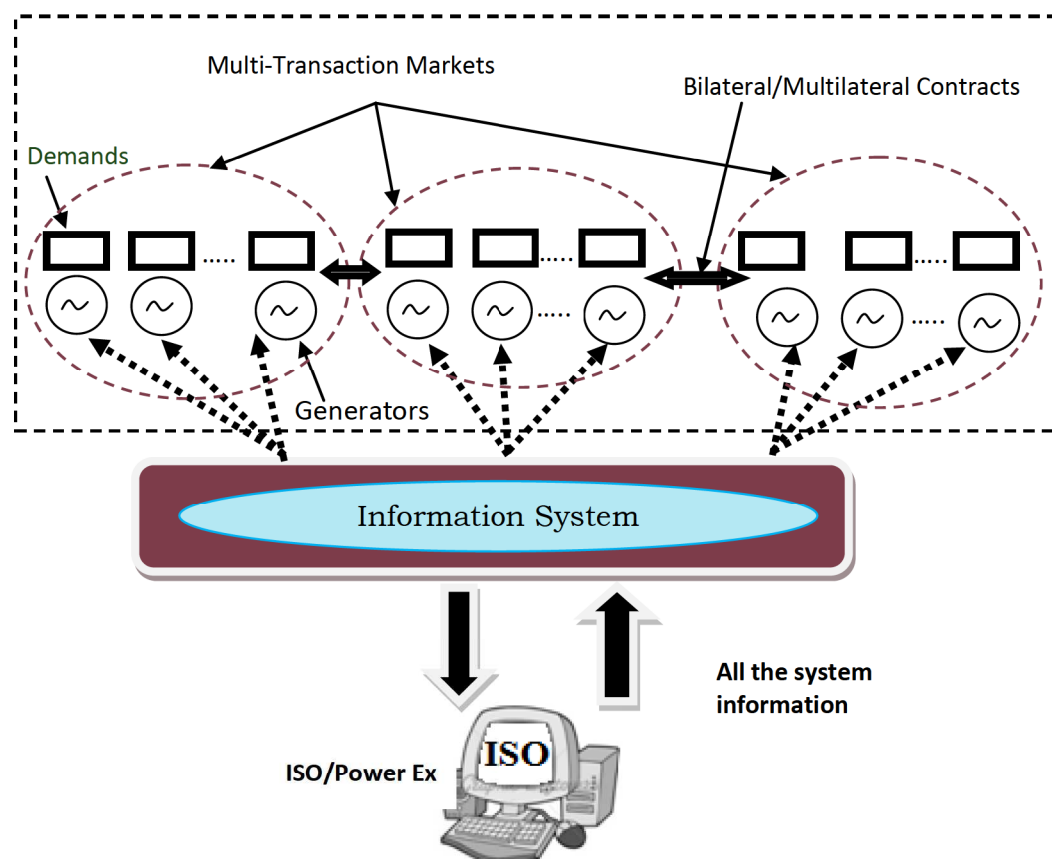 Multi-Transaction Markets
Bilateral/Multilateral Contracts
Demands
.....
.....
.....
.....
.....
.....
Generators
Information System
All the system
information
ISO
ISO/Power Ex